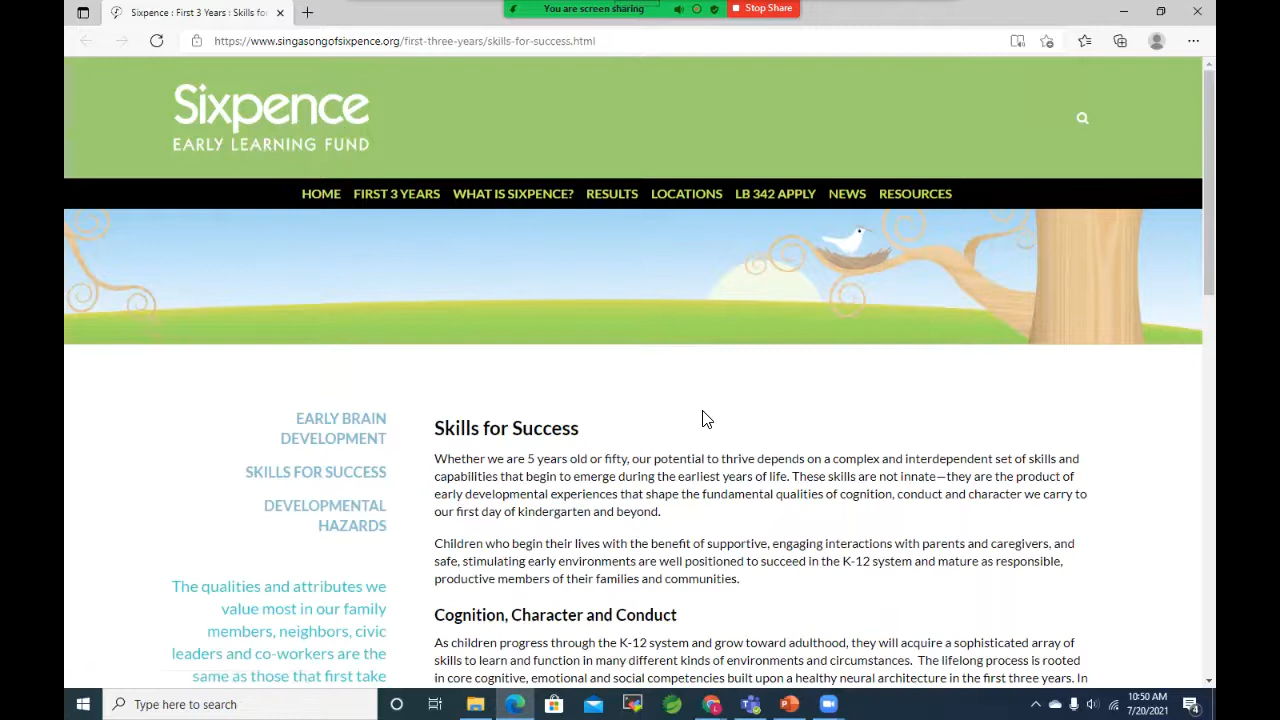 You are screen sharing
Stop Share
Sixpence : First 3 Years : Skills fo
https://www.singasongofsixpence.org/first-three-years/skills-for-success.html
Sixpence
EARLY LEARNING FUND
HOME FIRST 3 YEARS WHAT IS SIXPENCE? RESULTS LOCATIONS LB 342 APPLY NEWS RESOURCES
EARLY BRAIN
DEVELOPMENT
SKILLS FOR SUCCESS
DEVELOPMENTAL
HAZARDS
The qualities and attributes we
value most in our family
members, neighbors, civic
leaders and co-workers are the
same as those that first take
Skills for Success
Whether we are 5 years old or fifty, our potential to thrive depends on a complex and interdependent set of skills and
capabilities that begin to emerge during the earliest years of life. These skills are not innate—they are the product of
early developmental experiences that shape the fundamental qualities of cognition, conduct and character we carry to
our first day of kindergarten and beyond.
Children who begin their lives with the benefit of supportive, engaging interactions with parents and caregivers, and
safe, stimulating early environments are well positioned to succeed in the K-12 system and mature as responsible,
productive members of their families and communities.
Cognition, Character and Conduct
As children progress through the K-12 system and grow toward adulthood, they will acquire a sophisticated array of
skills to learn and function in many different kinds of environments and circumstances. The lifelong process is rooted
in core cognitive, emotional and social competencies built upon a healthy neural architecture in the first three years. In
Type here to search
10:50 AM
7/20/2021
4